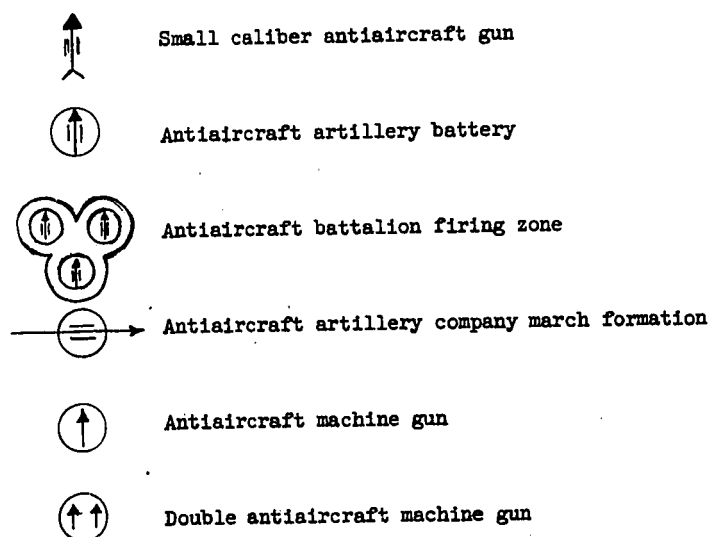 Small caliber antiaircraft gun
Antiaircraft artillery battery
Antiaircraft battalion firing zone
Antiaircraft artillery company march formation
Antiaircraft machine gun
Double antiaircraft machine gun